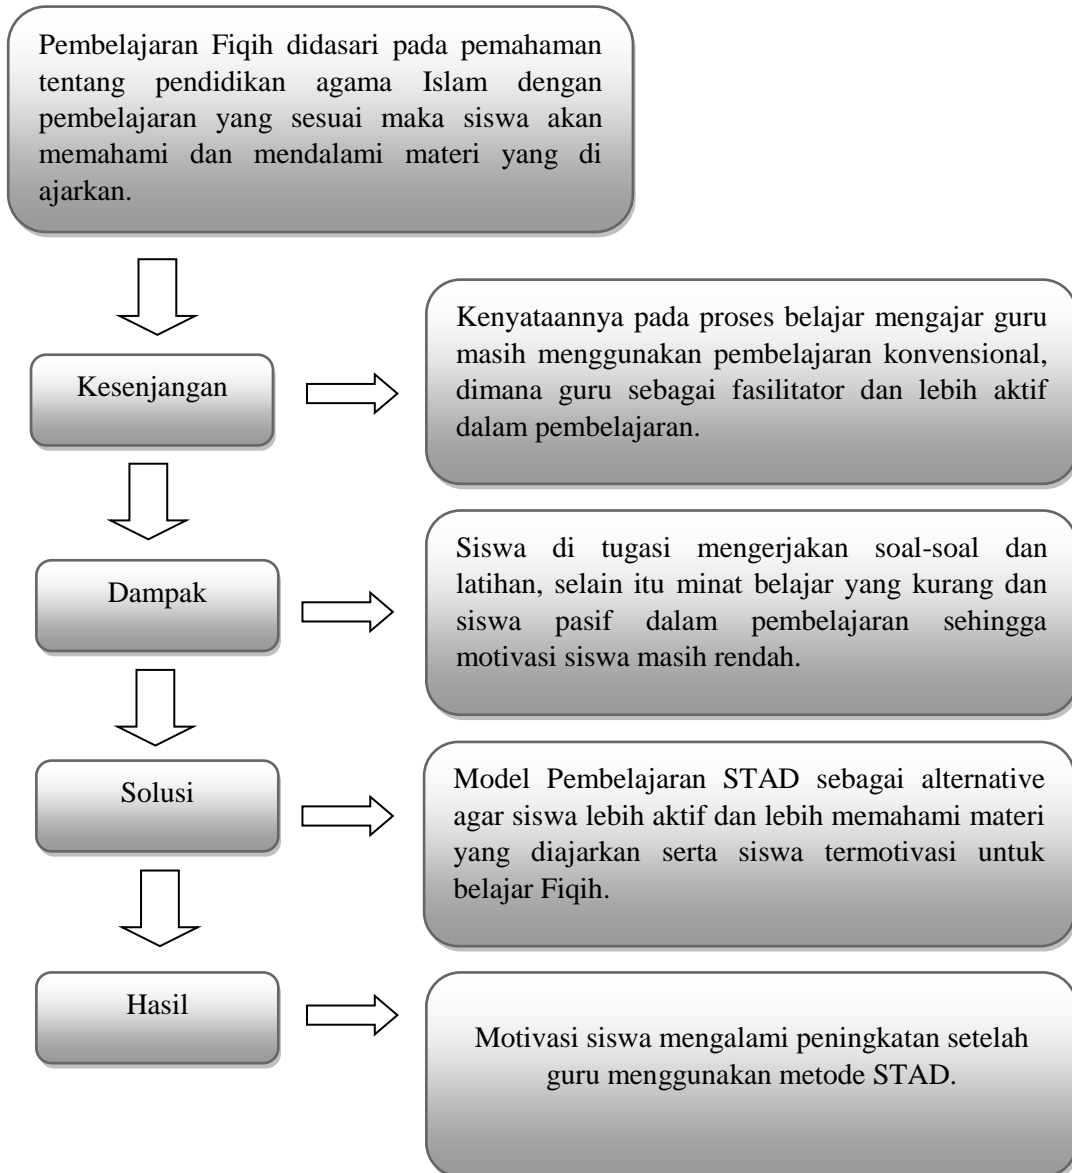 Pembelajaran Fiqih didasari pada pemahaman
tentang pendidikan agama Islam dengan
pembelajaran yang sesuai maka siswa akan
memahami dan mendalami materi yang di
ajarkan.
Kesenjangan
Kenyataannya pada proses belajar mengajar guru
masih menggunakan pembelajaran konvensional,
dimana guru sebagai fasilitator dan lebih aktif
dalam pembelajaran.
Dampak
Siswa di tugasi mengerjakan soal-soal dan
latihan, selain itu minat belajar yang kurang dan
siswa pasif dalam pembelajaran sehingga
motivasi siswa masih rendah.
Solusi
Model Pembelajaran STAD sebagai alternative
agar siswa lebih aktif dan lebih memahami materi
yang diajarkan serta siswa termotivasi untuk
belajar Fiqih.
Hasil
Motivasi siswa mengalami peningkatan setelah
guru menggunakan metode STAD.